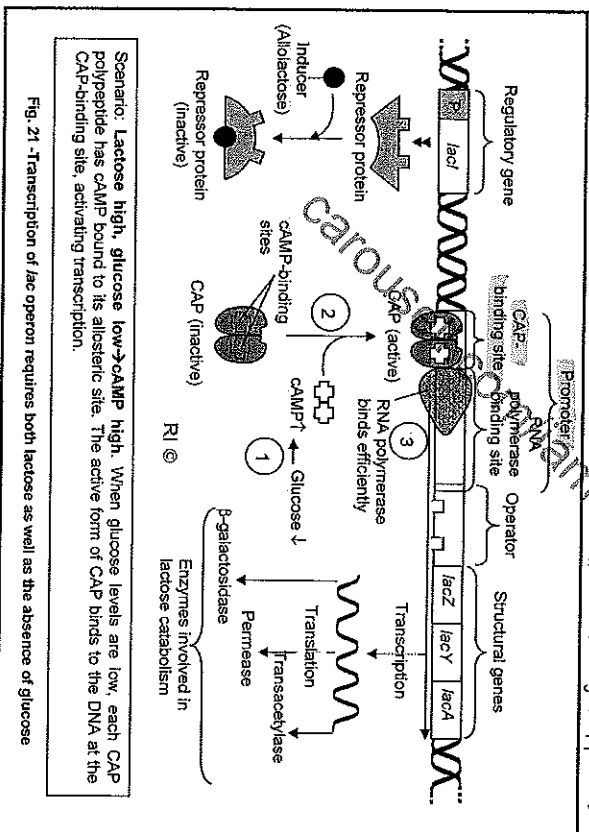 Regulatory gene
Promoter
CAP-
binding site
RNA
polymerase
binding site
Operator
Structural genes
P
lacI
lacZ
lacY
lacA
Repressor protein
Inducer
(Allolactose)
Repressor protein
(inactive)
CAP (active)
RNA polymerase
binds efficiently
3
2
cAMP-binding
sites
CAP (inactive)
cAMP↑
Glucose ↓
1
RI ©
Transcription
Translation
β-galactosidase
Permease
Transacetylase
Enzymes involved in
lactose catabolism
Scenario: Lactose high, glucose low→cAMP high. When glucose levels are low, each CAP
polypeptide has cAMP bound to its allosteric site. The active form of CAP binds to the DNA at the
CAP-binding site, activating transcription.
Fig. 21 -Transcription of lac operon requires both lactose as well as the absence of glucose